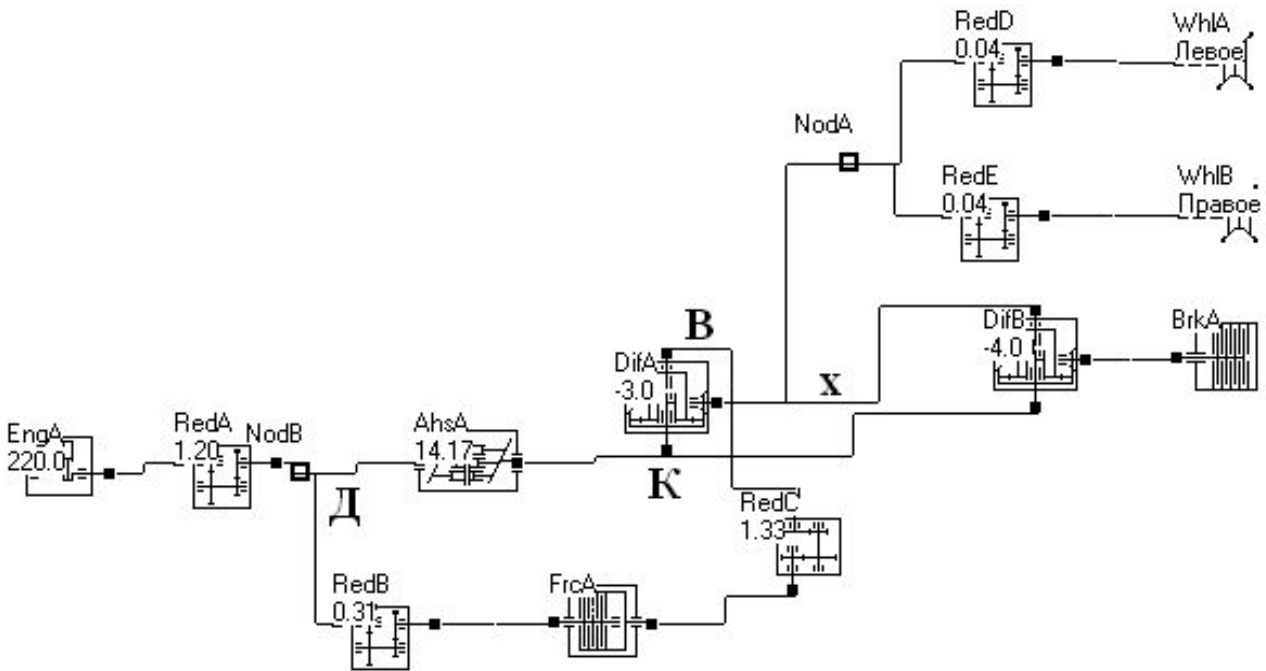 RedD
0.04
WhlA
Левое
NodA
RedE
0.04
WhlB
Правое
В
DifA
-3.0
х
DifB
-4.0
BrkA
EngA
220.0
RedA
1.20
NodB
AhsA
14.17
Д
К
RedC
1.33
RedB
0.31
FrcA